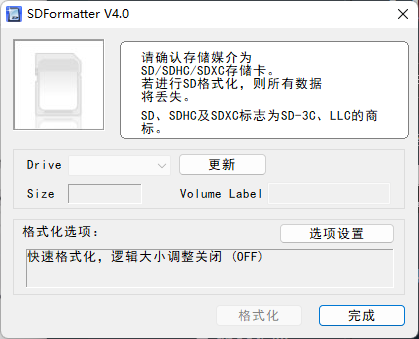 SDFormatter V4.0
请确认存储媒介为
SD/SDHC/SDXC存储卡。
若进行SD格式化，则所有数据
将丢失。
SD、SDHC及SDXC标志为SD-3C、LLC的商
标。
Drive
更新
Size
Volume Label
格式化选项：
选项设置
快速格式化，逻辑大小调整关闭 (OFF)
格式化
完成